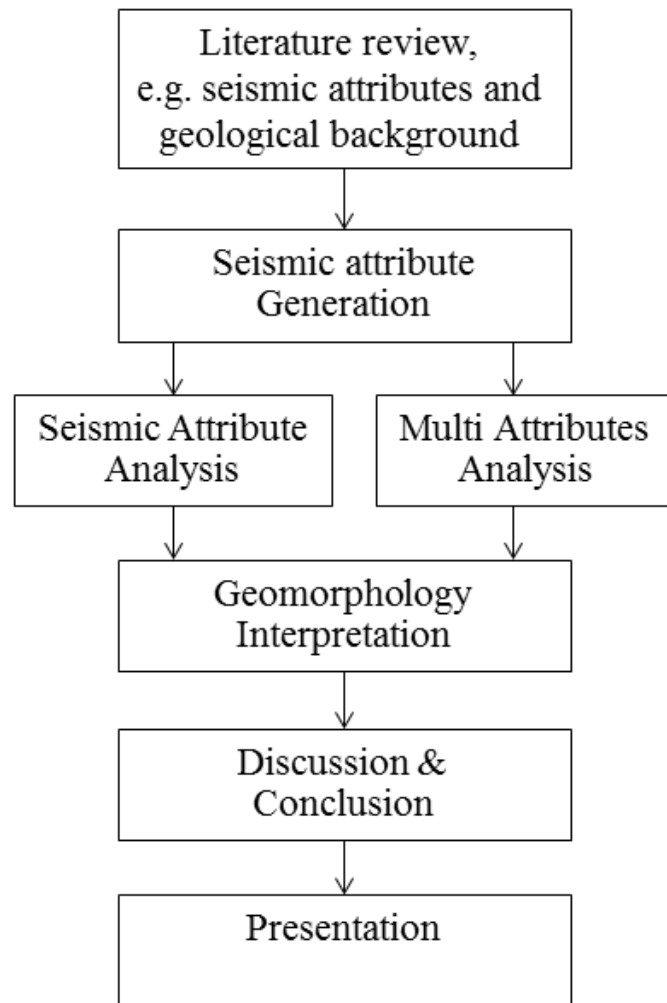 Literature review,
e.g. seismic attributes and
geological background
Seismic attribute
Generation
Seismic Attribute
Analysis
Multi Attributes
Analysis
Geomorphology
Interpretation
Discussion &
Conclusion
Presentation